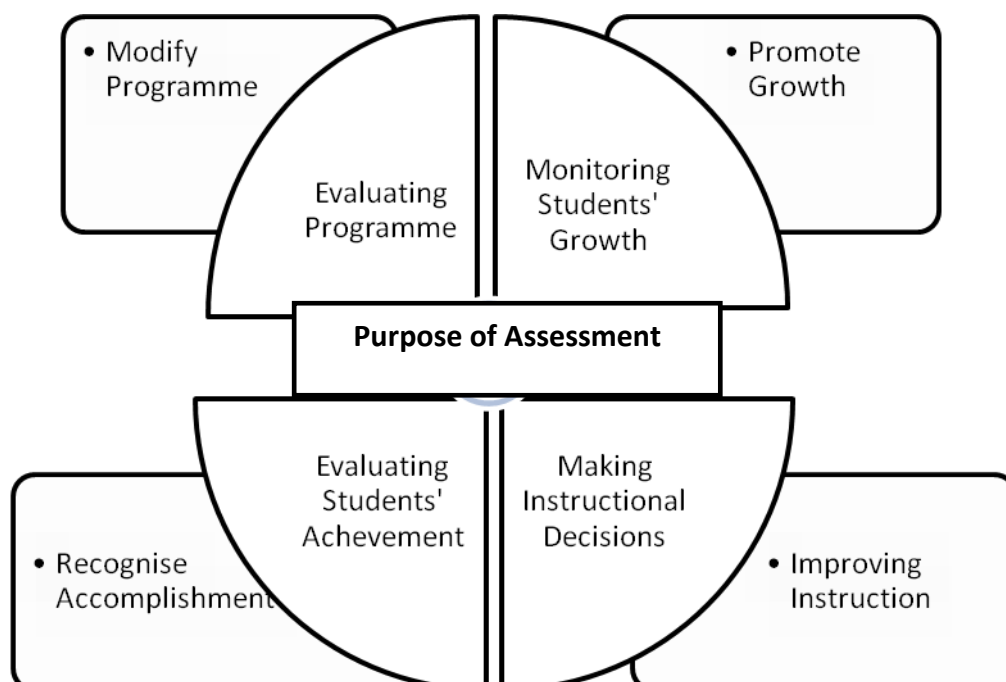 • Modify
Programme
• Promote
Growth
Evaluating
Programme
Monitoring
Students'
Growth
Purpose of Assessment
Evaluating
Students'
Achevement
Making
Instructional
Decisions
• Recognise
Accomplishment
• Improving
Instruction